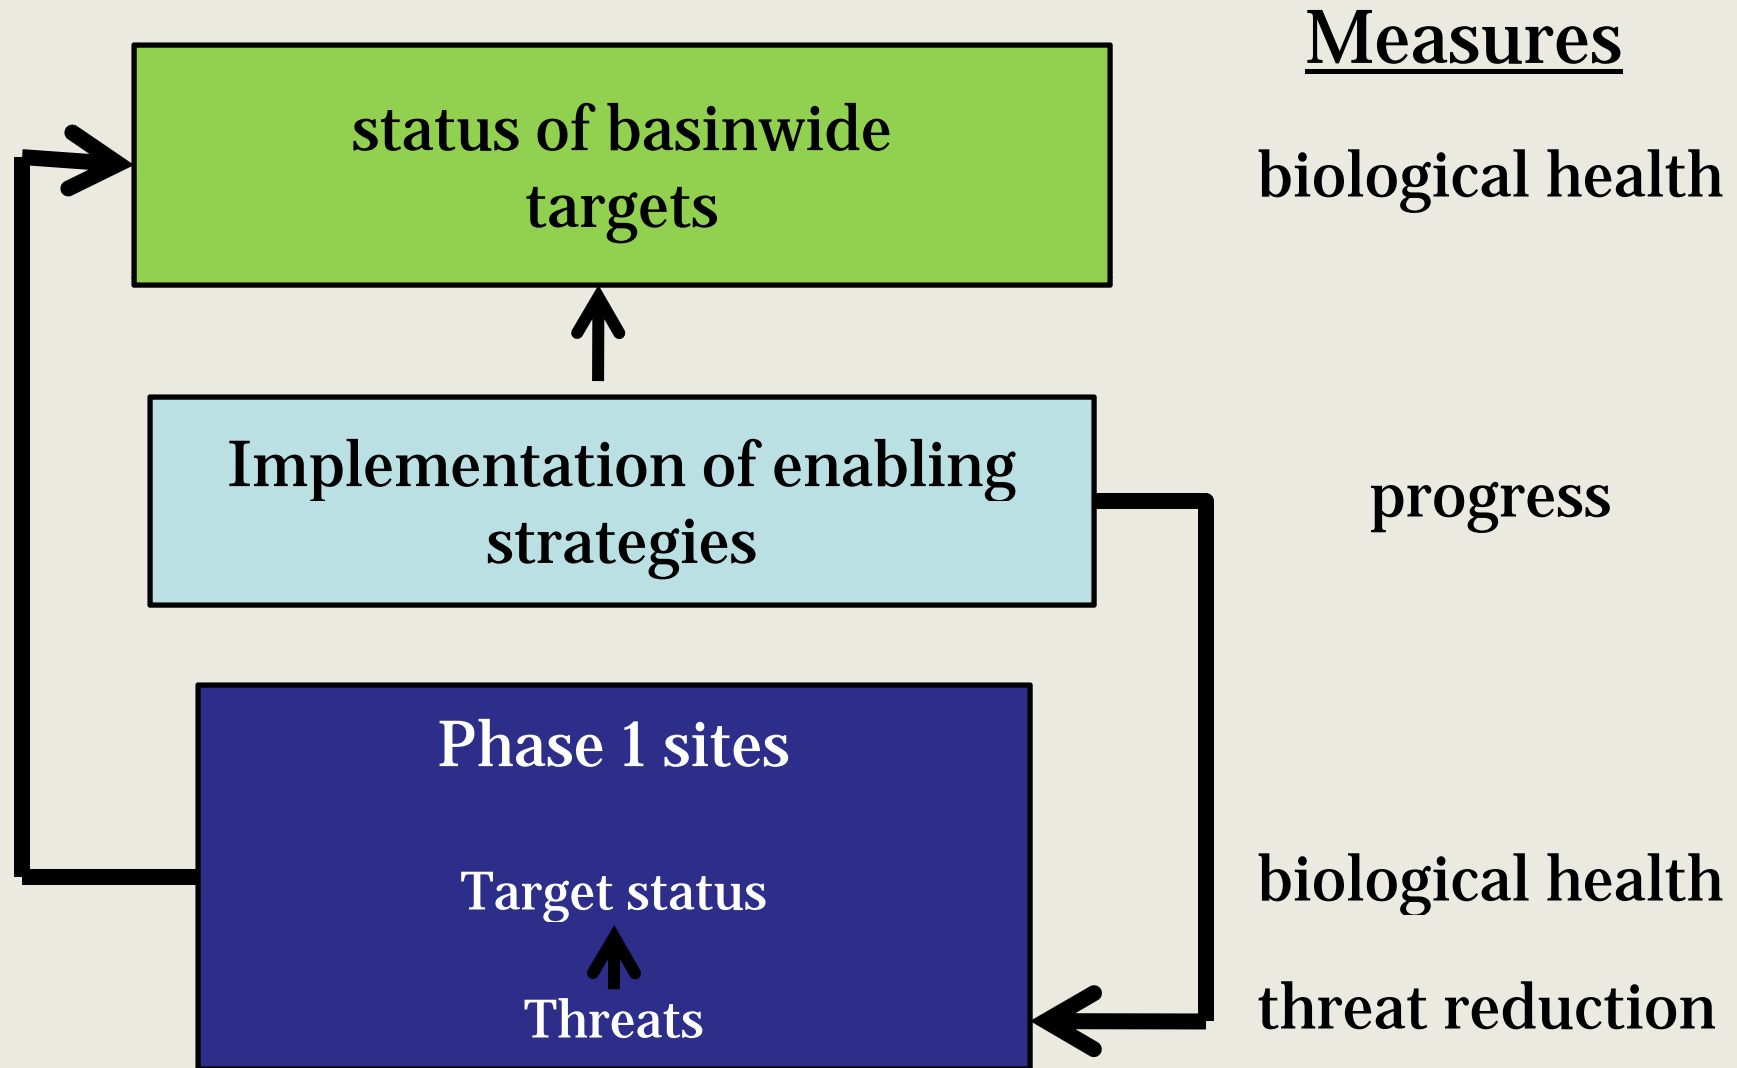 Measures
status of basinwide
targets
biological health
Implementation of enabling
strategies
progress
Phase 1 sites
Target status
biological health
Threats
threat reduction